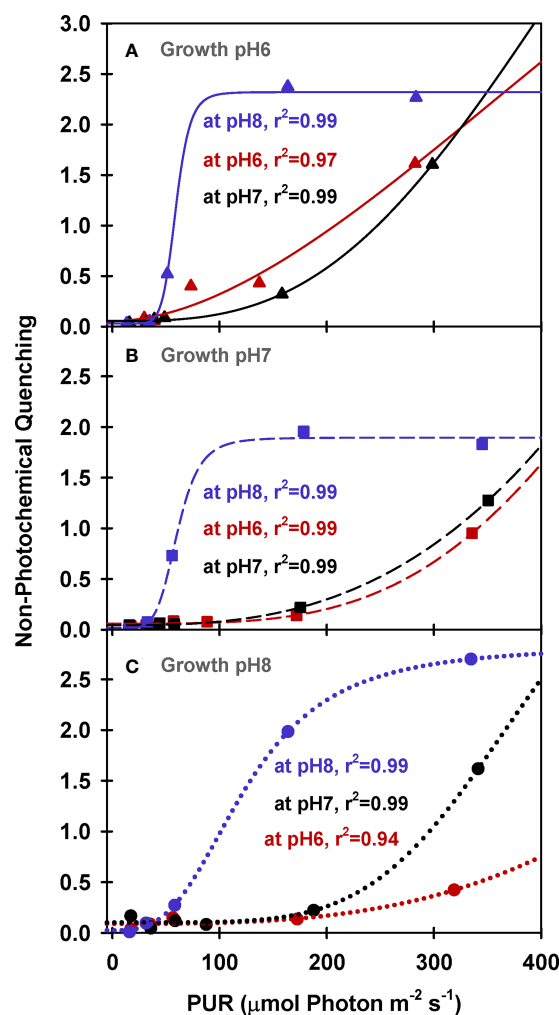 3.0
A Growth pH6
2.5
at pH8, r²=0.99
2.0
at pH6, r²=0.97
1.5
at pH7, r²=0.99
1.0
0.5
0.0
B Growth pH7
2.5
2.0
1.5
at pH8, r²=0.99
at pH6, r²=0.99
1.0
at pH7, r²=0.99
0.5
0.0
C Growth pH8
2.5
2.0
at pH8, r²=0.99
1.5
at pH7, r²=0.99
1.0
at pH6, r²=0.94
0.5
0.0
Non-Photochemical Quenching
0 100 200 300 400
PUR (μmol Photon m⁻² s⁻¹)